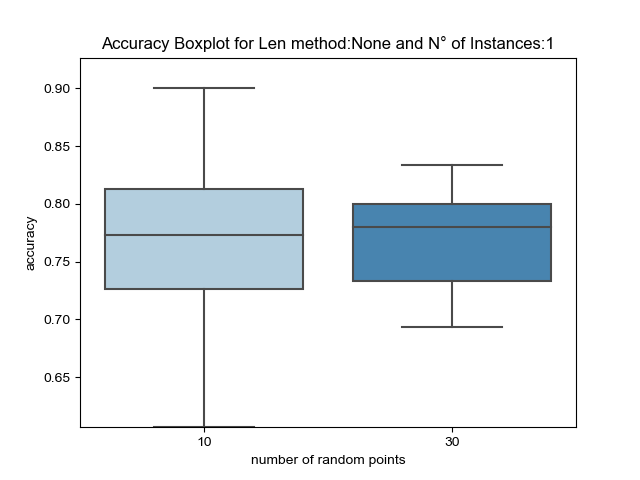 Accuracy Boxplot for Len method:None and N° of Instances:1
0.90
0.85
0.80
0.75
0.70
0.65
accuracy
10
30
number of random points